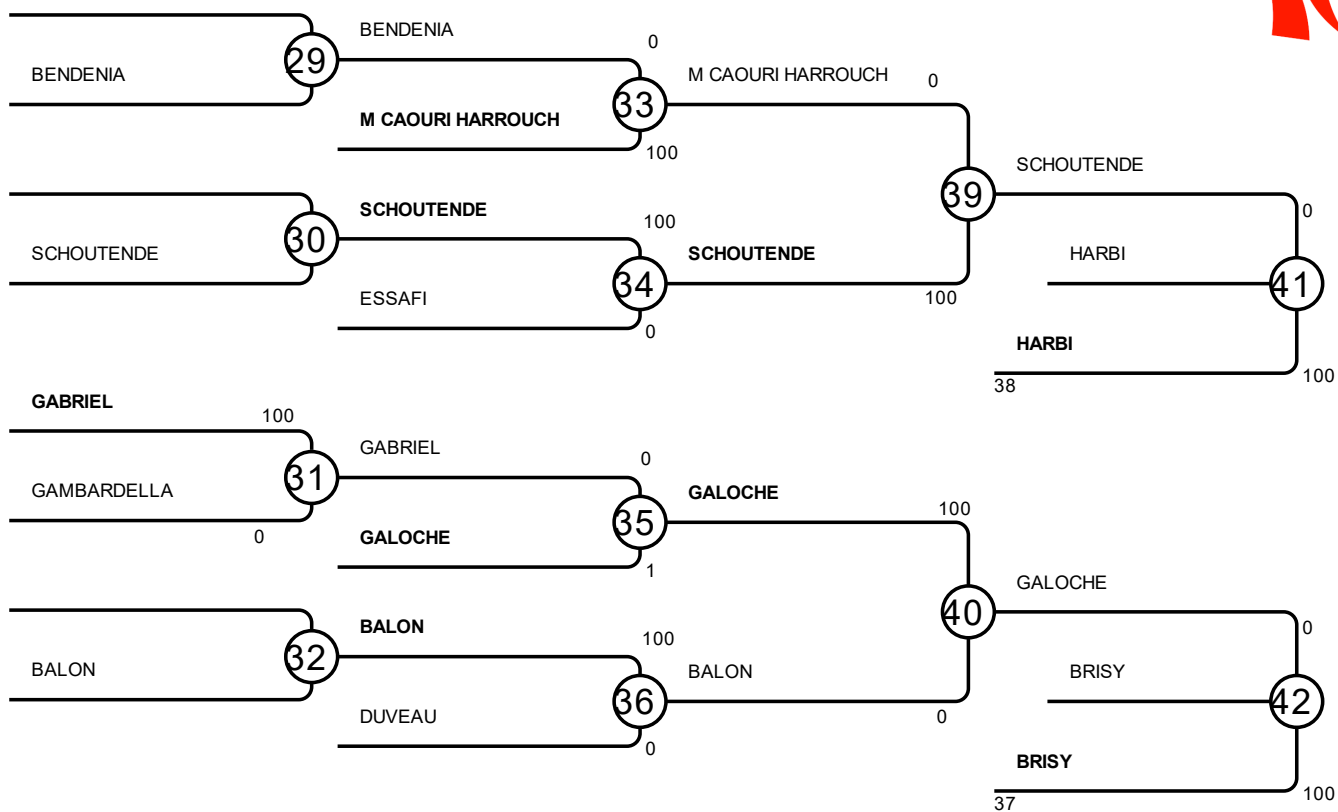 BENDENIA
29
BENDENIA
0
M CAOURI HARROUCH
33
100
M CAOURI HARROUCH
0
SCHOUTENDE
30
SCHOUTENDE
100
ESSAFI
34
0
SCHOUTENDE
100
39
SCHOUTENDE
0
HARBI
41
HARBI
38
100
GABRIEL
100
GAMBARDELLA
31
0
GABRIEL
0
GALOCHE
35
1
GALOCHE
100
BALON
32
BALON
100
DUVEAU
36
0
BALON
0
40
GALOCHE
0
BRISY
42
BRISY
37
100